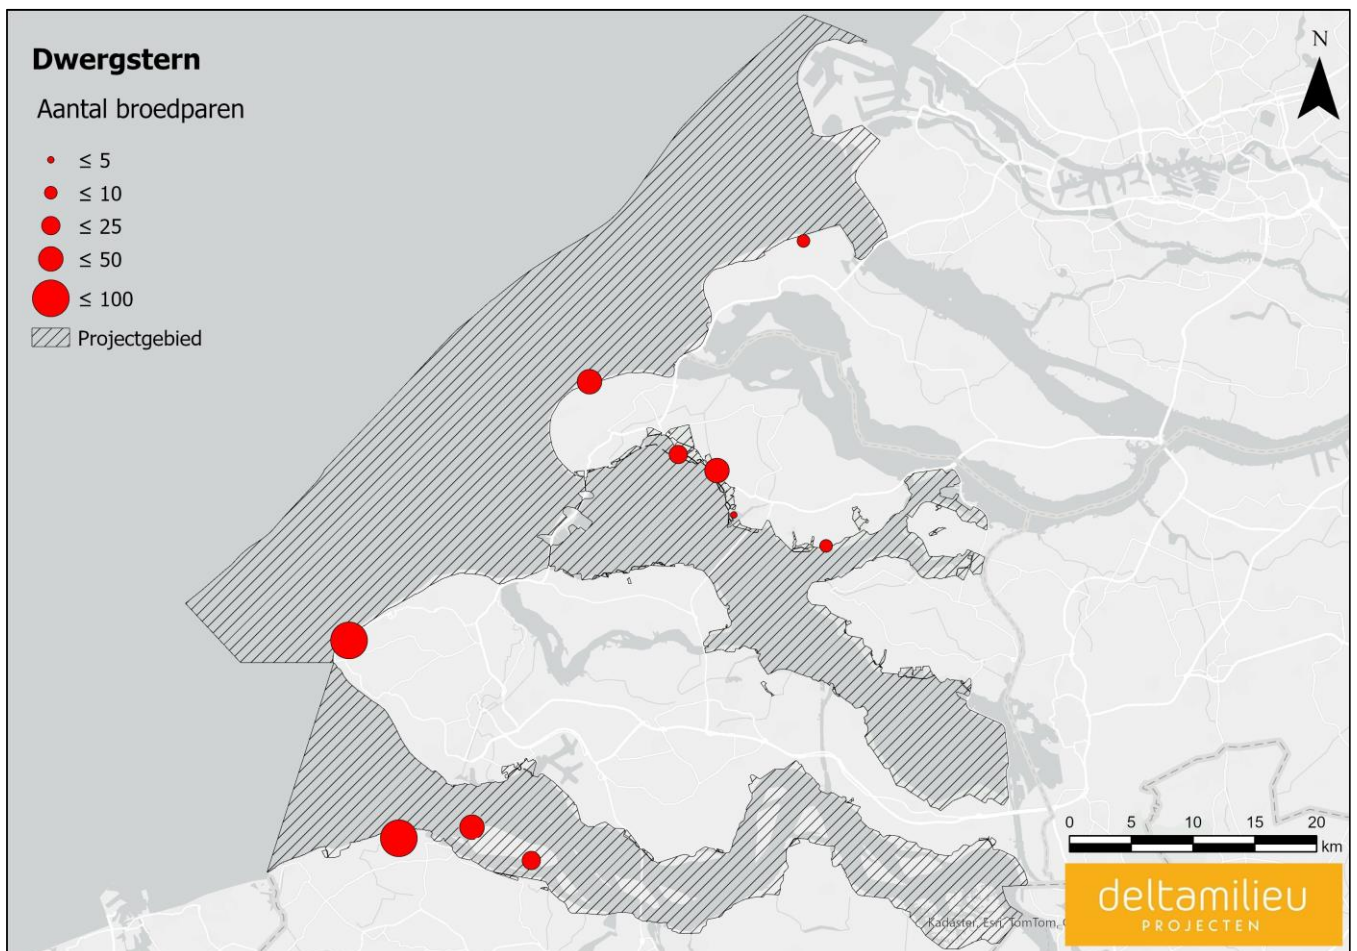 Dwergstern
Aantal broedparen
≤ 5
≤ 10
≤ 25
≤ 50
≤ 100
Projectgebied
N
0 5 10 15 20
km
Kadaster, Esri, TomTom,
deltamilieu
PROJECTEN